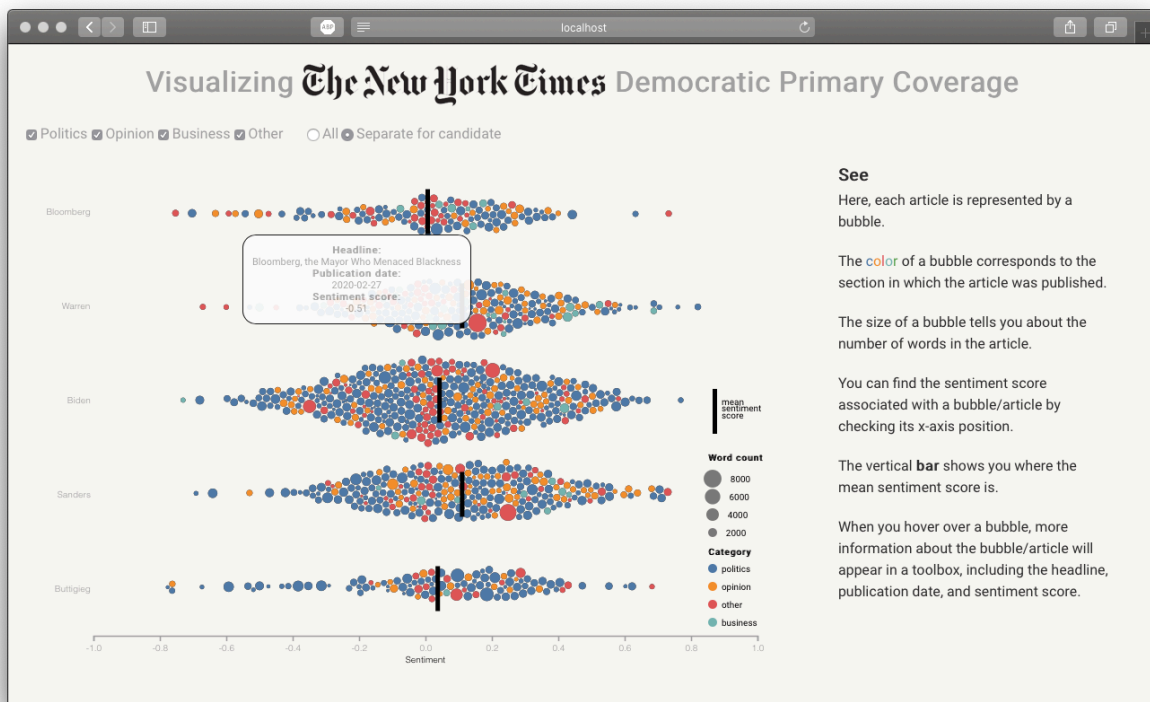 ABP
localhost
Visualizing The New York Times Democratic Primary Coverage
Politics Opinion Business Other All Separate for candidate
Bloomberg
Headline:
Bloomberg, the Mayor Who Menaced Blackness
Publication date:
2020-02-27
Sentiment score:
-0.51
Warren
Biden
Sanders
Buttigieg
mean
sentiment
score
Word count
8000
6000
4000
2000
Category
politics
opinion
other
business
-1.0 -0.8 -0.6 -0.4 -0.2 0.0 0.2 0.4 0.6 0.8 1.0
Sentiment
See
Here, each article is represented by a
bubble.
The color of a bubble corresponds to the
section in which the article was published.
The size of a bubble tells you about the
number of words in the article.
You can find the sentiment score
associated with a bubble/article by
checking its x-axis position.
The vertical bar shows you where the
mean sentiment score is.
When you hover over a bubble, more
information about the bubble/article will
appear in a toolbox, including the headline,
publication date, and sentiment score.